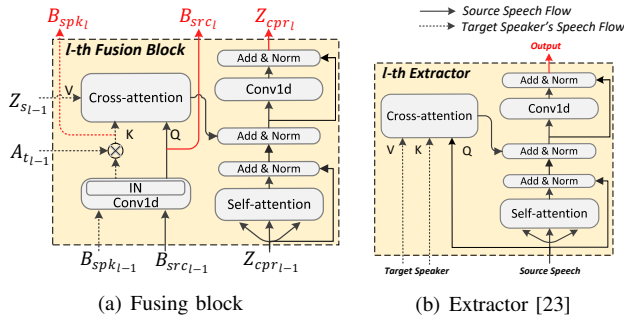 Source Speech Flow
Target Speaker's Speech Flow
B_{spk_l}
B_{src_l}
Z_{cpr_l}
l-th Fusion Block
Add & Norm
Conv1d
Cross-attention
V
Z_{s_{l-1}}
K
Q
Add & Norm
A_{t_{l-1}}
Add & Norm
IN
Conv1d
Self-attention
B_{spk_{l-1}}
B_{src_{l-1}}
Z_{cpr_{l-1}}
(a) Fusing block
Output
l-th Extractor
Add & Norm
Conv1d
Cross-attention
V
K
Q
Add & Norm
Add & Norm
Self-attention
Target Speaker
Source Speech
(b) Extractor [23]